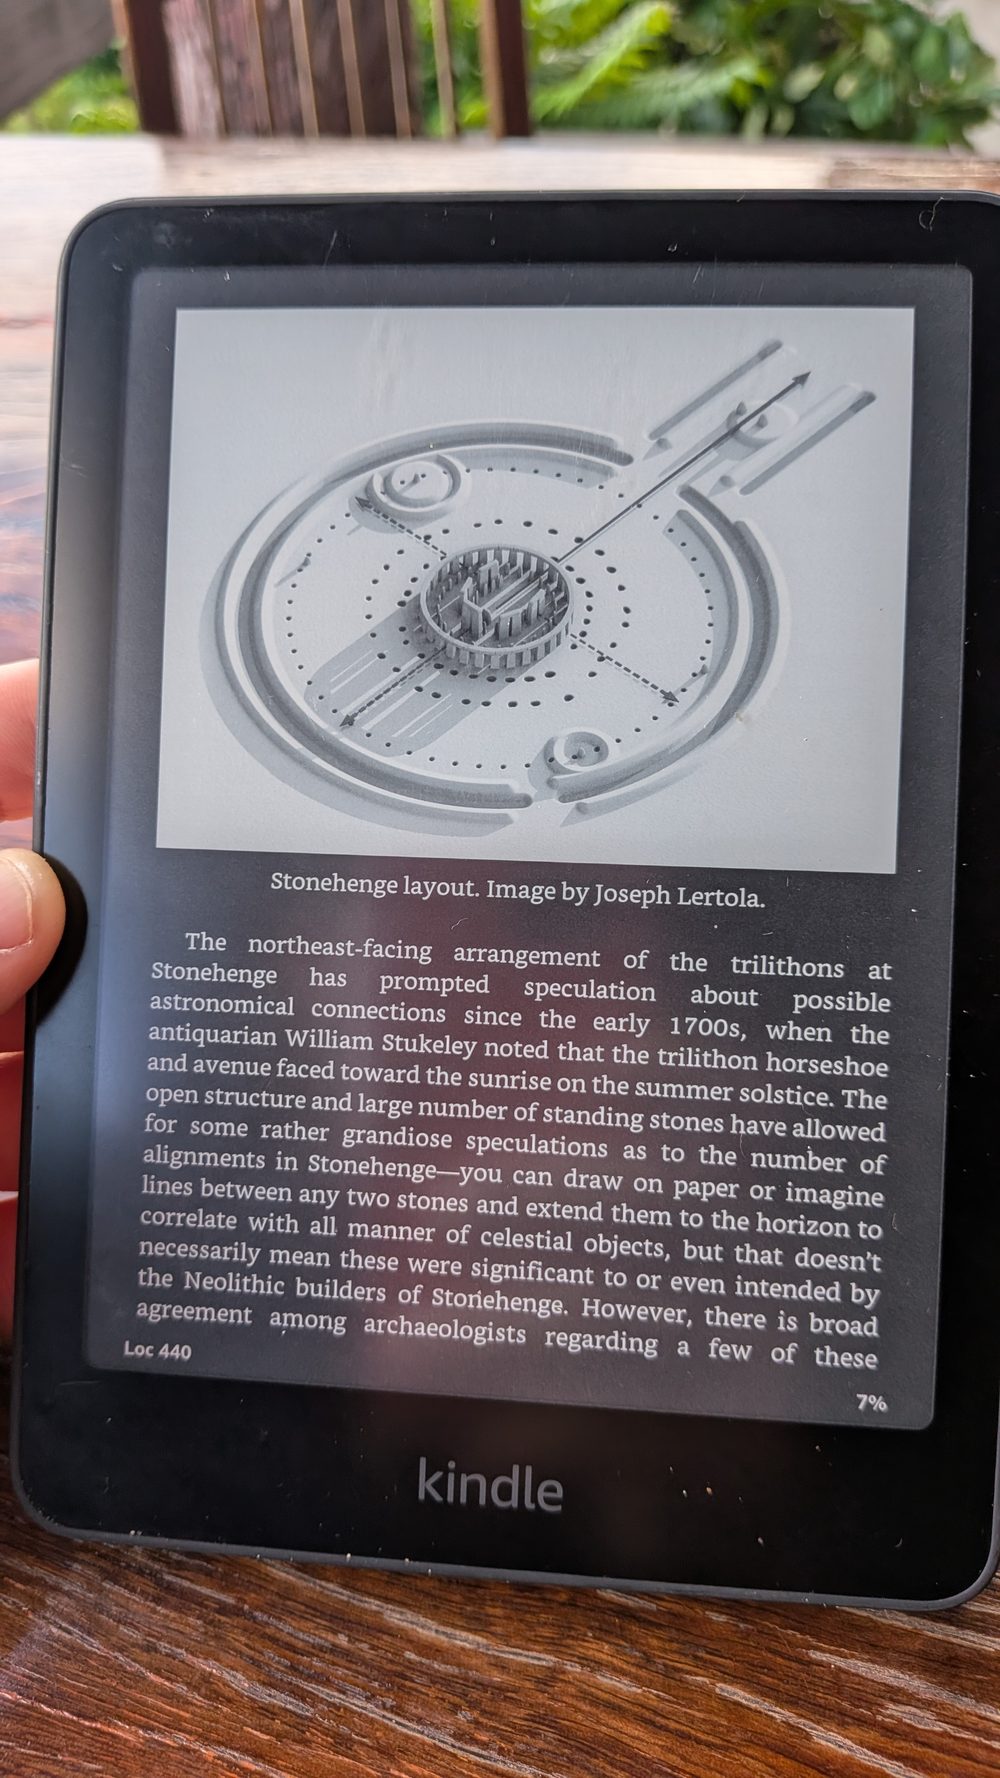 Stonehenge layout. Image by Joseph Lertola.
The northeast-facing arrangement of the trilithons at
Stonehenge has prompted speculation about possible
astronomical connections since the early 1700s, when the
antiquarian William Stukeley noted that the trilithon horseshoe
and avenue faced toward the sunrise on the summer solstice. The
open structure and large number of standing stones have allowed
for some rather grandiose speculations as to the number of
alignments in Stonehenge—you can draw on paper or imagine
lines between any two stones and extend them to the horizon to
correlate with all manner of celestial objects, but that doesn't
necessarily mean these were significant to or even intended by
the Neolithic builders of Stonehenge. However, there is broad
agreement among archaeologists regarding a few of these
Loc 440
7%
kindle